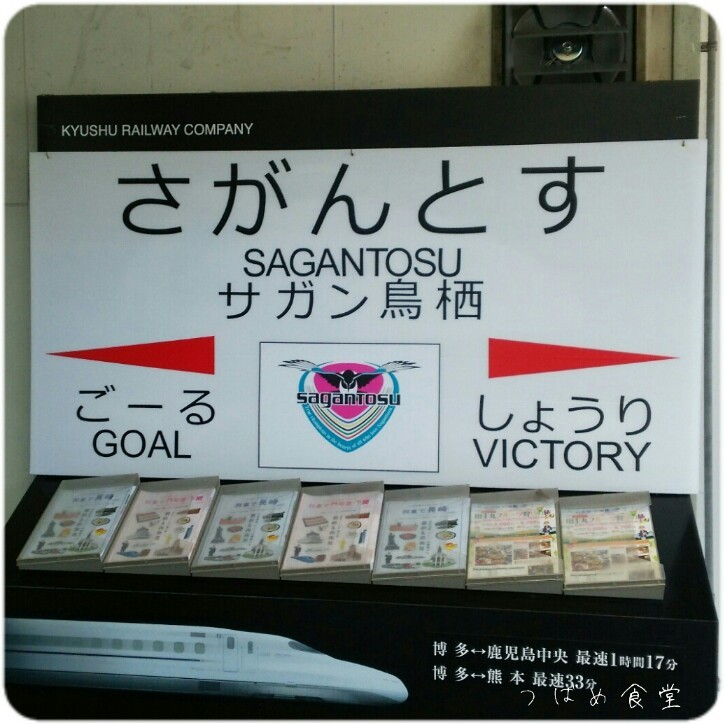 KYUSHU RAILWAY COMPANY
さがんとす
SAGANTOSU
サガン鳥栖
ごーる
GOAL
sagantosu
しょうり
VICTORY
博多↔鹿児島中央 最速1時間17分
博多↔熊本 最速33分
つばめ食堂